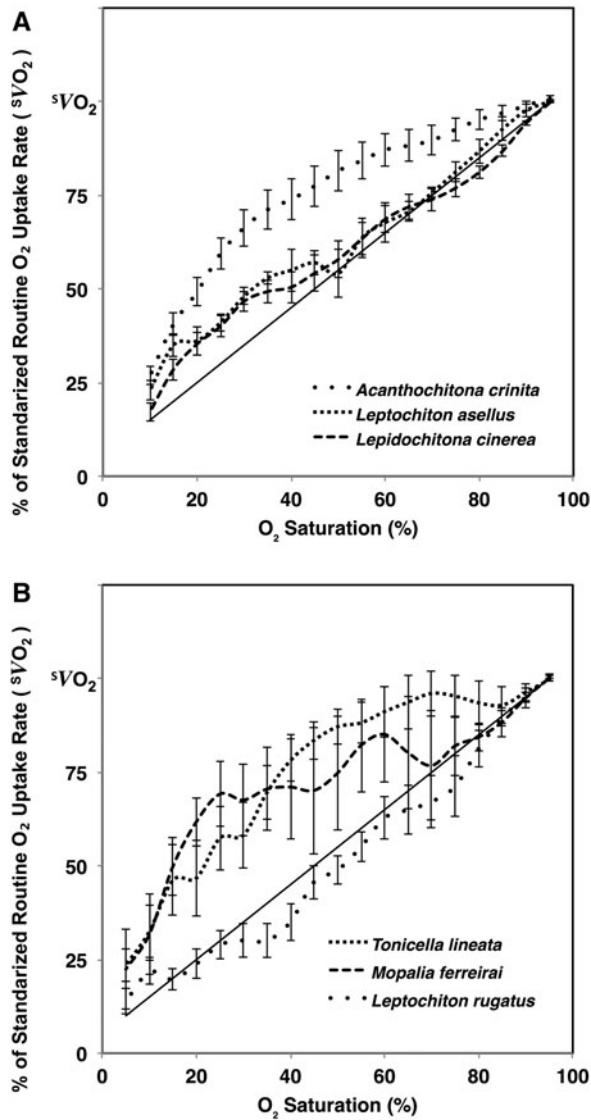 A
% of Standarized Routine O₂ Uptake Rate ( ˢVO₂ )
ˢVO₂
75
50
25
0
Acanthochitona crinita
Leptochiton asellus
Lepidochitona cinerea
0 20 40 60 80 100
O₂ Saturation (%)
B
% of Standarized Routine O₂ Uptake Rate ( ˢVO₂ )
ˢVO₂
75
50
25
0
Tonicella lineata
Mopalia ferreirai
Leptochiton rugatus
0 20 40 60 80 100
O₂ Saturation (%)